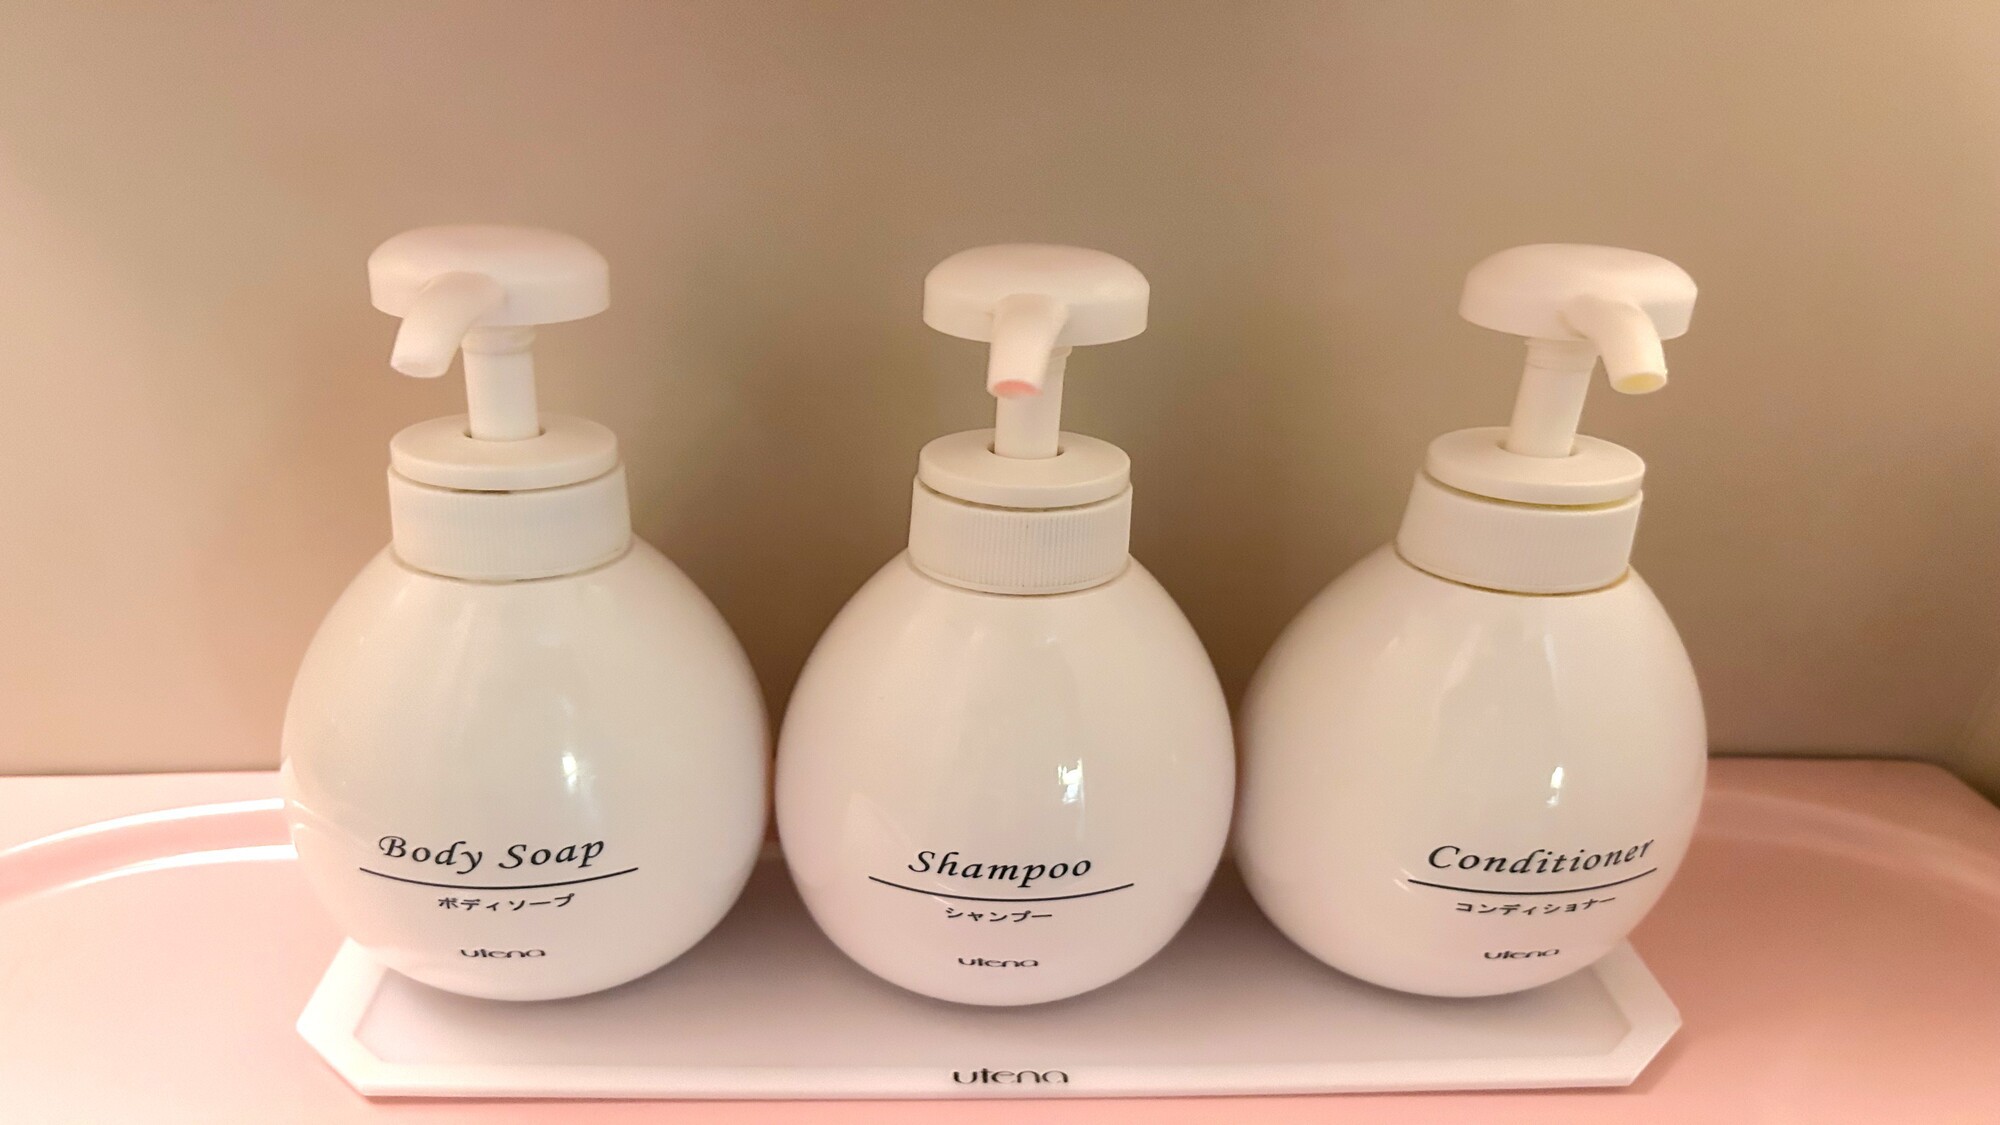 Body Soap
ボディソープ
utena
Shampoo
シャンプー
utena
Conditioner
コンディショナー
utena
utena